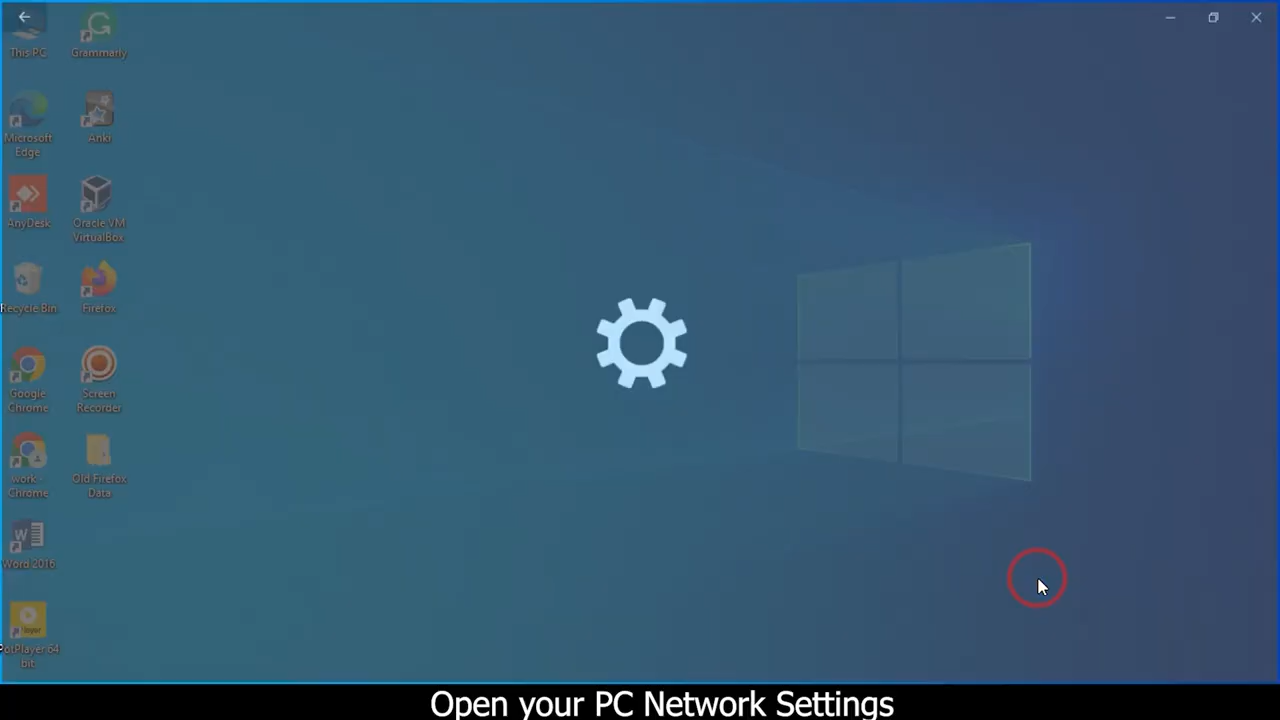 This PC
Grammarly
Microsoft
Edge
Anki
AnyDesk
Oracle VM
VirtualBox
Recycle Bin
Firefox
Google
Chrome
Screen
Recorder
work -
Chrome
Old Firefox
Data
W
Word 2016
PotPlayer 64
bit
Open your PC Network Settings